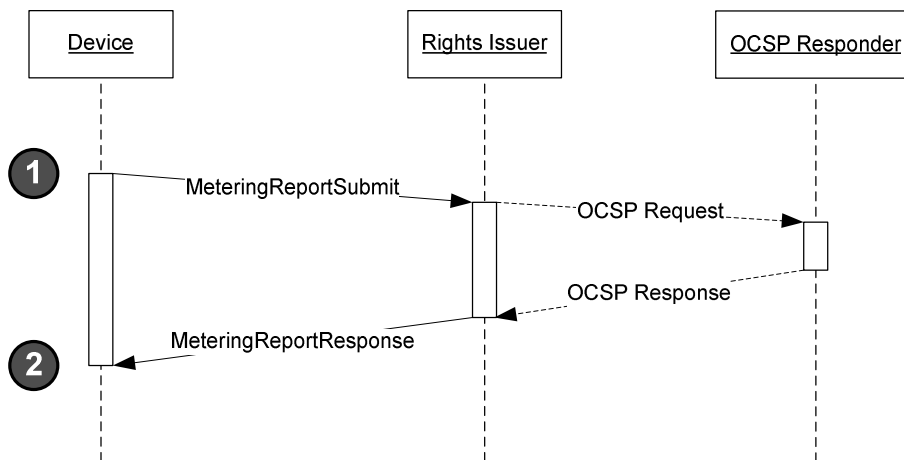 Device
Rights Issuer
OCSP Responder
1
MeteringReportSubmit
OCSP Request
OCSP Response
MeteringReportResponse
2